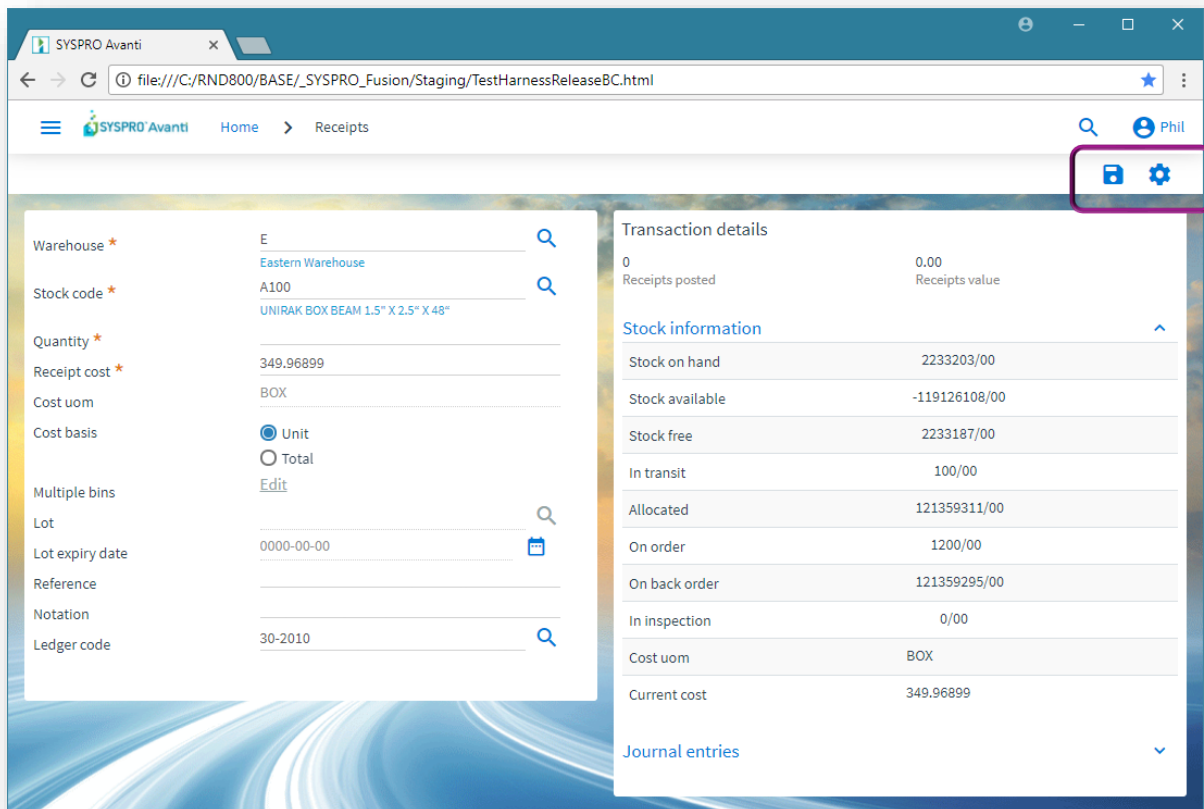 SYSPRO Avanti
file:///C:/RND800/BASE/_SYSPRO_Fusion/Staging/TestHarnessReleaseBC.html
SYSPRO Avanti Home Receipts Phil
Warehouse * E
Eastern Warehouse
Stock code * A100
UNIRAK BOX BEAM 1.5" X 2.5" X 48"
Quantity *
Receipt cost * 349.96899
Cost uom BOX
Cost basis Unit
Total
Multiple bins Edit
Lot
Lot expiry date 0000-00-00
Reference
Notation
Ledger code 30-2010
Transaction details
0 0.00
Receipts posted Receipts value
Stock information
Stock on hand 2233203/00
Stock available -119126108/00
Stock free 2233187/00
In transit 100/00
Allocated 121359311/00
On order 1200/00
On back order 121359295/00
In inspection 0/00
Cost uom BOX
Current cost 349.96899
Journal entries